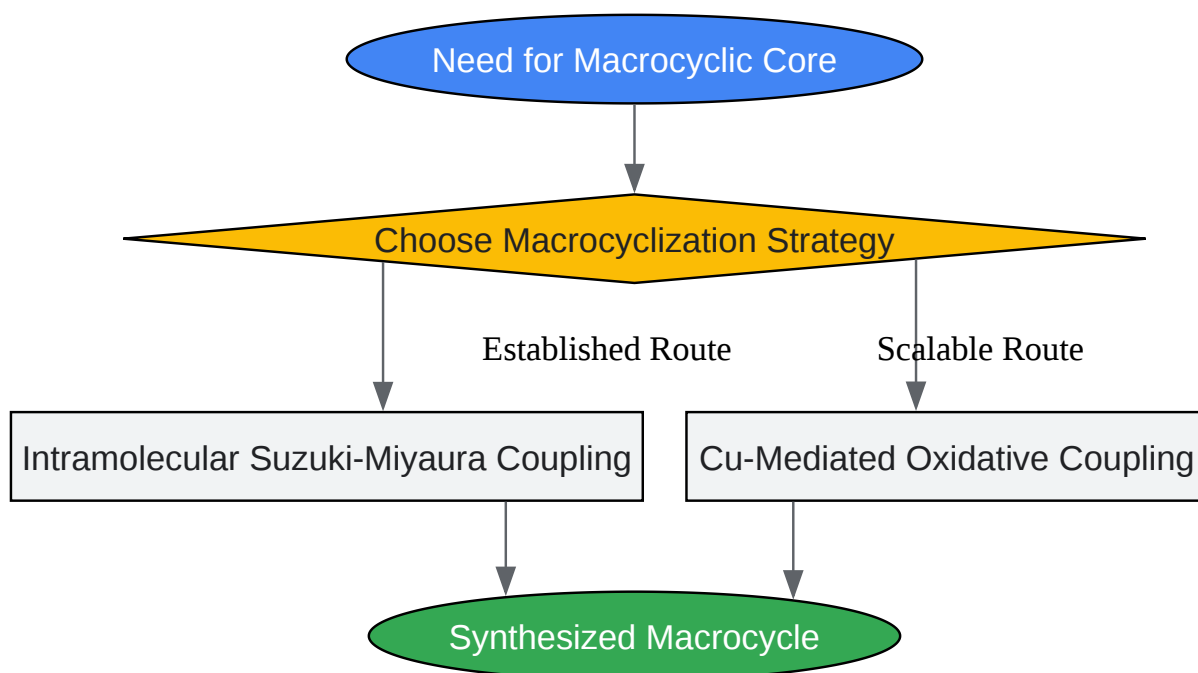 Need for Macrocyclic Core
Choose Macrocyclization Strategy
Established Route
Scalable Route
Intramolecular Suzuki-Miyaura Coupling
Cu-Mediated Oxidative Coupling
Synthesized Macrocycle